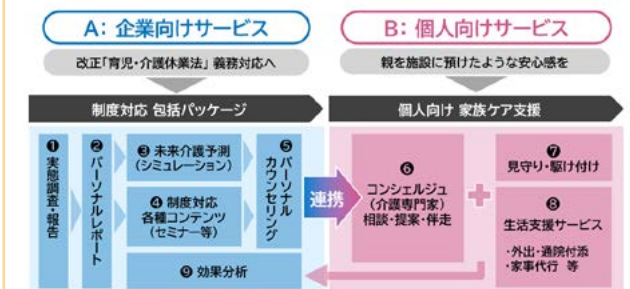 A: 企業向けサービス
改正「育児・介護休業法」義務対応へ
制度対応 包括パッケージ
❶実態調査・報告
❷パーソナルレポート
❸未来介護予測
(シミュレーション)
❹制度対応
各種コンテンツ
(セミナー等)
❺パーソナル
カウンセリング
❾効果分析
連携
B: 個人向けサービス
親を施設に預けたような安心感を
個人向け 家族ケア支援
❻
コンシェルジュ
(介護専門家)
相談・提案・伴走
❼
見守り・駆け付け
❽
生活支援サービス
・外出・通院付添
・家事代行 等